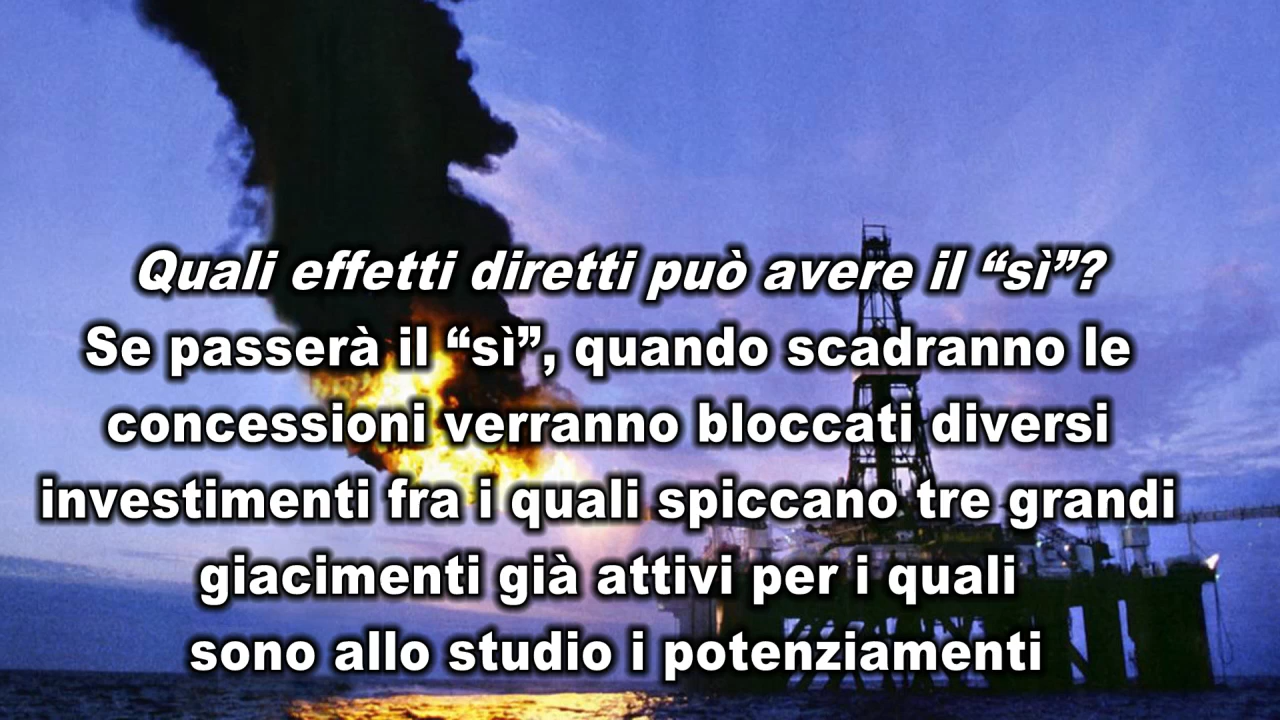 Quali effetti diretti può avere il “sì”?
Se passerà il “sì”, quando scadranno le
concessioni verranno bloccati diversi
investimenti fra i quali spiccano tre grandi
giacimenti già attivi per i quali
sono allo studio i potenziamenti